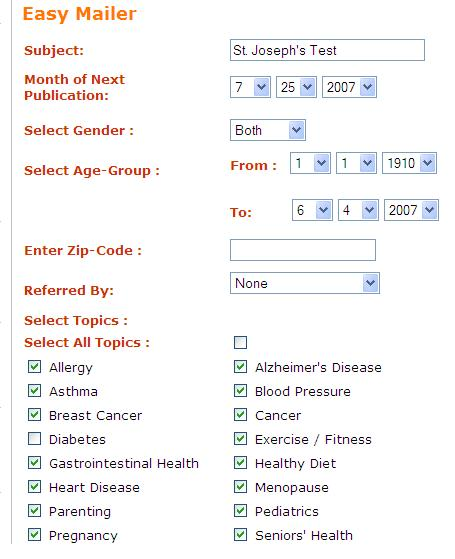 Easy Mailer
Subject: St. Joseph's Test
Month of Next
Publication: 7 25 2007
Select Gender : Both
Select Age-Group : From : 1 1 1910
To: 6 4 2007
Enter Zip-Code :
Referred By: None
Select Topics :
Select All Topics :
Allergy Alzheimer's Disease
Asthma Blood Pressure
Breast Cancer Cancer
Diabetes Exercise / Fitness
Gastrointestinal Health Healthy Diet
Heart Disease Menopause
Parenting Pediatrics
Pregnancy Seniors' Health